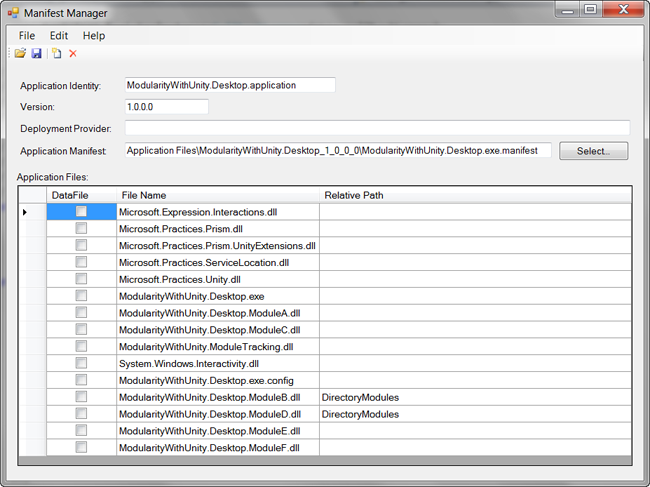 Manifest Manager
File Edit Help
Application Identity: ModularityWithUnity.Desktop.application
Version: 1.0.0.0
Deployment Provider:
Application Manifest: Application Files\ModularityWithUnity.Desktop_1_0_0_0\ModularityWithUnity.Desktop.exe.manifest Select..
Application Files:
DataFile File Name Relative Path
Microsoft.Expression.Interactions.dll
Microsoft.Practices.Prism.dll
Microsoft.Practices.Prism.UnityExtensions.dll
Microsoft.Practices.ServiceLocation.dll
Microsoft.Practices.Unity.dll
ModularityWithUnity.Desktop.exe
ModularityWithUnity.Desktop.ModuleA.dll
ModularityWithUnity.Desktop.ModuleC.dll
ModularityWithUnity.ModuleTracking.dll
System.Windows.Interactivity.dll
ModularityWithUnity.Desktop.exe.config
ModularityWithUnity.Desktop.ModuleB.dll DirectoryModules
ModularityWithUnity.Desktop.ModuleD.dll DirectoryModules
ModularityWithUnity.Desktop.ModuleE.dll
ModularityWithUnity.Desktop.ModuleF.dll